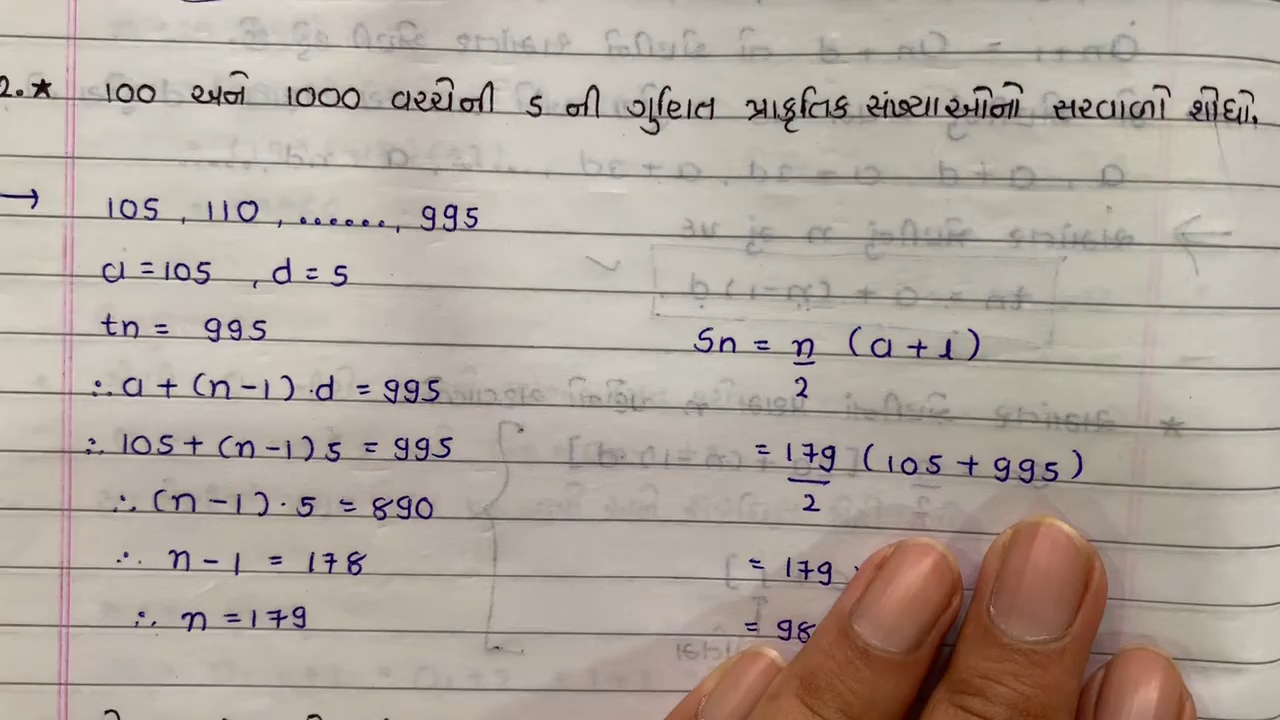 2.* 100 અને 1000 વચ્ચેની 5 ની ગુણિત પ્રાકૃતિક સંખ્યાઓનો સરવાળો શોધો.
→ 105 , 110 , ......, 995
a = 105 , d = 5
tn = 995
∴ a + (n-1) · d = 995
∴ 105 + (n-1) 5 = 995
∴ (n-1) · 5 = 890
∴ n - 1 = 178
∴ n = 179
Sn = n/2 (a + l)
= 179/2 (105 + 995)
= 179
= 98